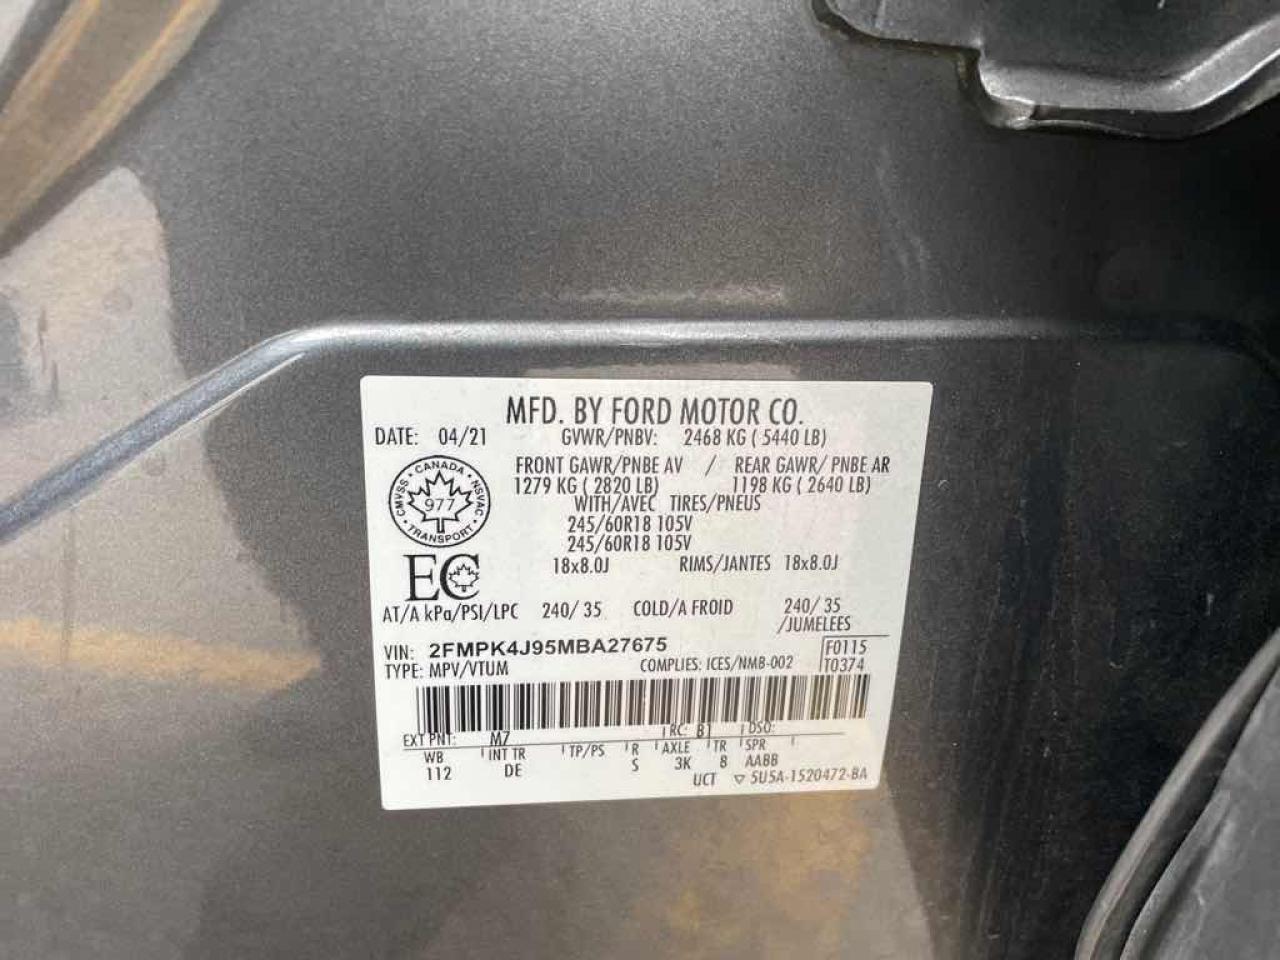 MFD. BY FORD MOTOR CO.
DATE: 04/21 GVWR/PNBV: 2468 KG ( 5440 LB)
FRONT GAWR/PNBE AV / REAR GAWR/ PNBE AR
1279 KG ( 2820 LB) 1198 KG ( 2640 LB)
WITH/AVEC TIRES/PNEUS
245/60R18 105V
245/60R18 105V
18x8.0J RIMS/JANTES 18x8.0J
CANADA
CMVSS · NSVAC
977
TRANSPORT
EC
AT/A kPa/PSI/LPC 240/ 35 COLD/A FROID 240/ 35
/JUMELEES
VIN: 2FMPK4J95MBA27675 F0115
TYPE: MPV/VTUM COMPLIES: ICES/NMB-002 T0374
EXT PNT: M7 RC: B1 DSO:
WB INT TR TP/PS R AXLE TR SPR
112 DE S 3K 8 AABB
UCT ▽ 5U5A-1520472-BA